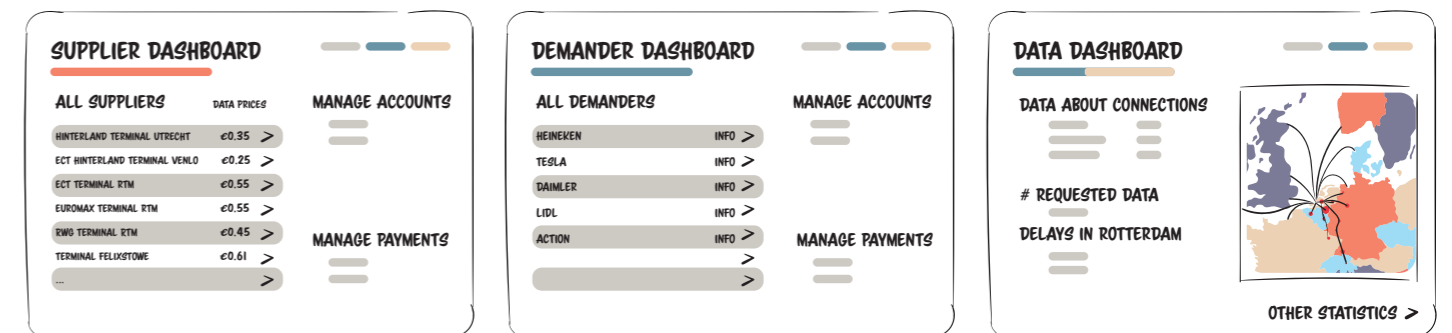 SUPPLIER DASHBOARD
ALL SUPPLIERS DATA PRICES
HINTERLAND TERMINAL UTRECHT €0.35 >
ECT HINTERLAND TERMINAL VENLO €0.25 >
ECT TERMINAL RTM €0.55 >
EUROMAX TERMINAL RTM €0.55 >
RWG TERMINAL RTM €0.45 >
TERMINAL FELIXSTOWE €0.61 >
... >
MANAGE ACCOUNTS
MANAGE PAYMENTS
DEMANDER DASHBOARD
ALL DEMANDERS
HEINEKEN INFO >
TESLA INFO >
DAIMLER INFO >
LIDL INFO >
ACTION INFO >
>
>
MANAGE ACCOUNTS
MANAGE PAYMENTS
DATA DASHBOARD
DATA ABOUT CONNECTIONS
# REQUESTED DATA
DELAYS IN ROTTERDAM
OTHER STATISTICS >